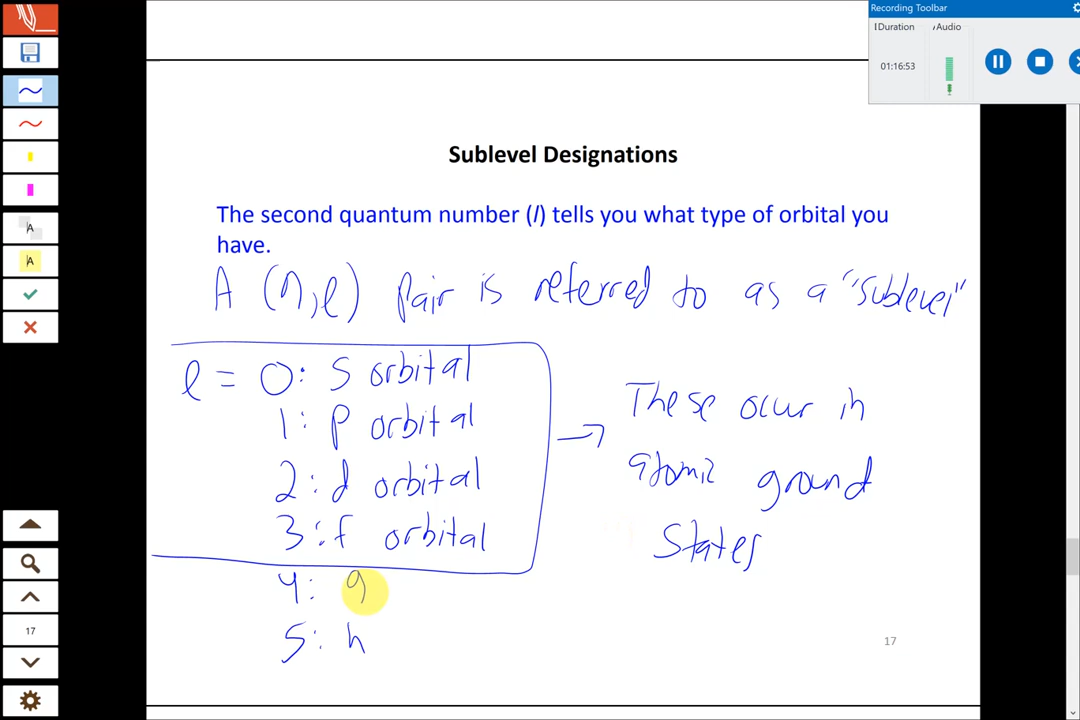 Recording Toolbar
Duration
Audio
01:16:53
Sublevel Designations
The second quantum number (l) tells you what type of orbital you
have.
A (n,l) pair is referred to as a "sublevel"
l = 0: s orbital
1: p orbital
2: d orbital
3: f orbital
4: g
5: h
These occur in
atomic ground
states
17
17
A
A